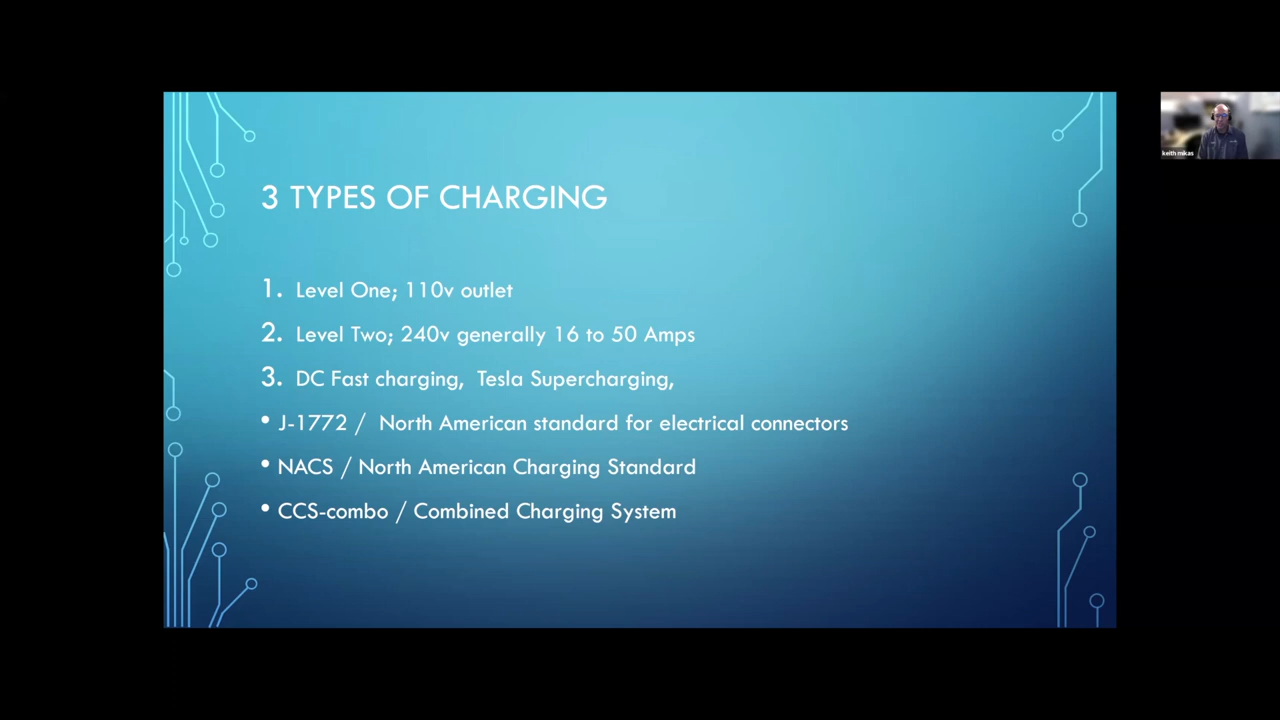 3 TYPES OF CHARGING
1. Level One; 110v outlet
2. Level Two; 240v generally 16 to 50 Amps
3. DC Fast charging, Tesla Supercharging,
• J-1772 / North American standard for electrical connectors
• NACS / North American Charging Standard
• CCS-combo / Combined Charging System
keith mikas